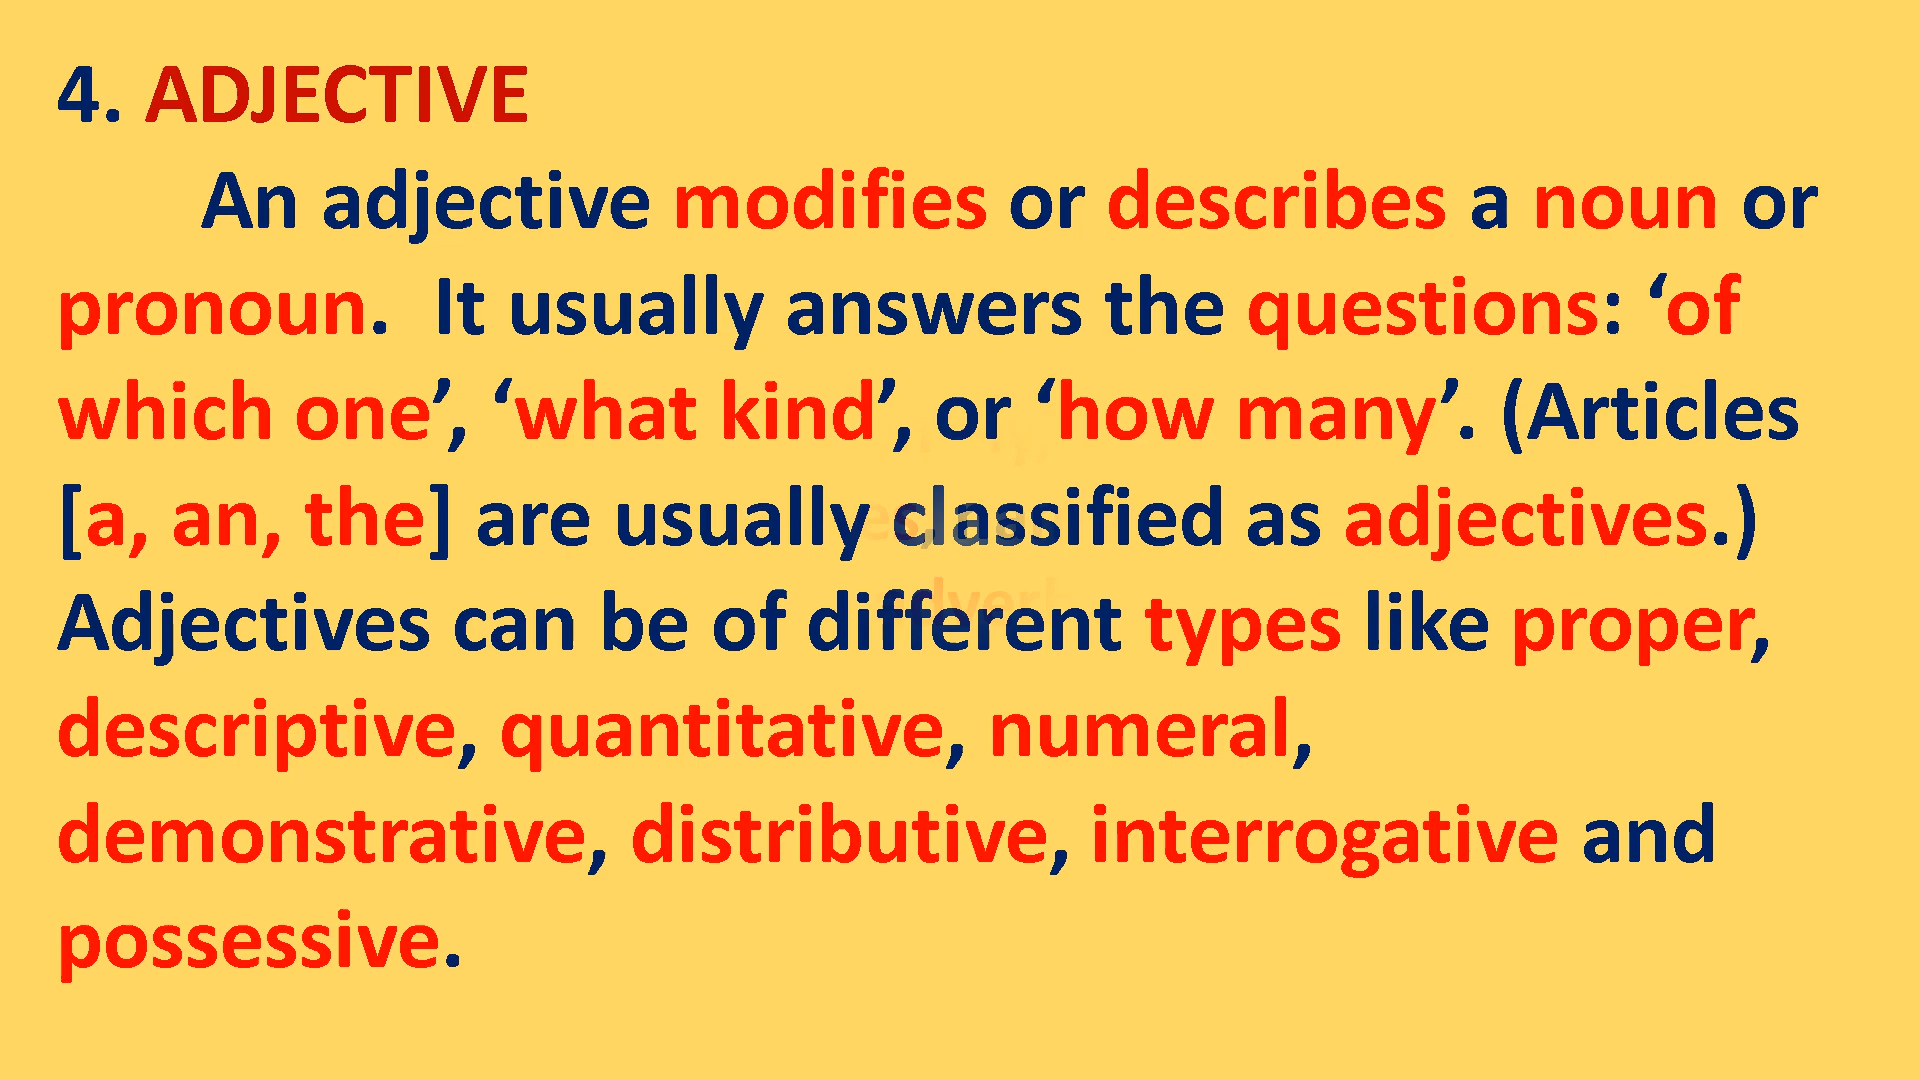 4. ADJECTIVE
An adjective modifies or describes a noun or
pronoun.  It usually answers the questions: ‘of
which one’, ‘what kind’, or ‘how many’. (Articles
[a, an, the] are usually classified as adjectives.)
Adjectives can be of different types like proper,
descriptive, quantitative, numeral,
demonstrative, distributive, interrogative and
possessive.